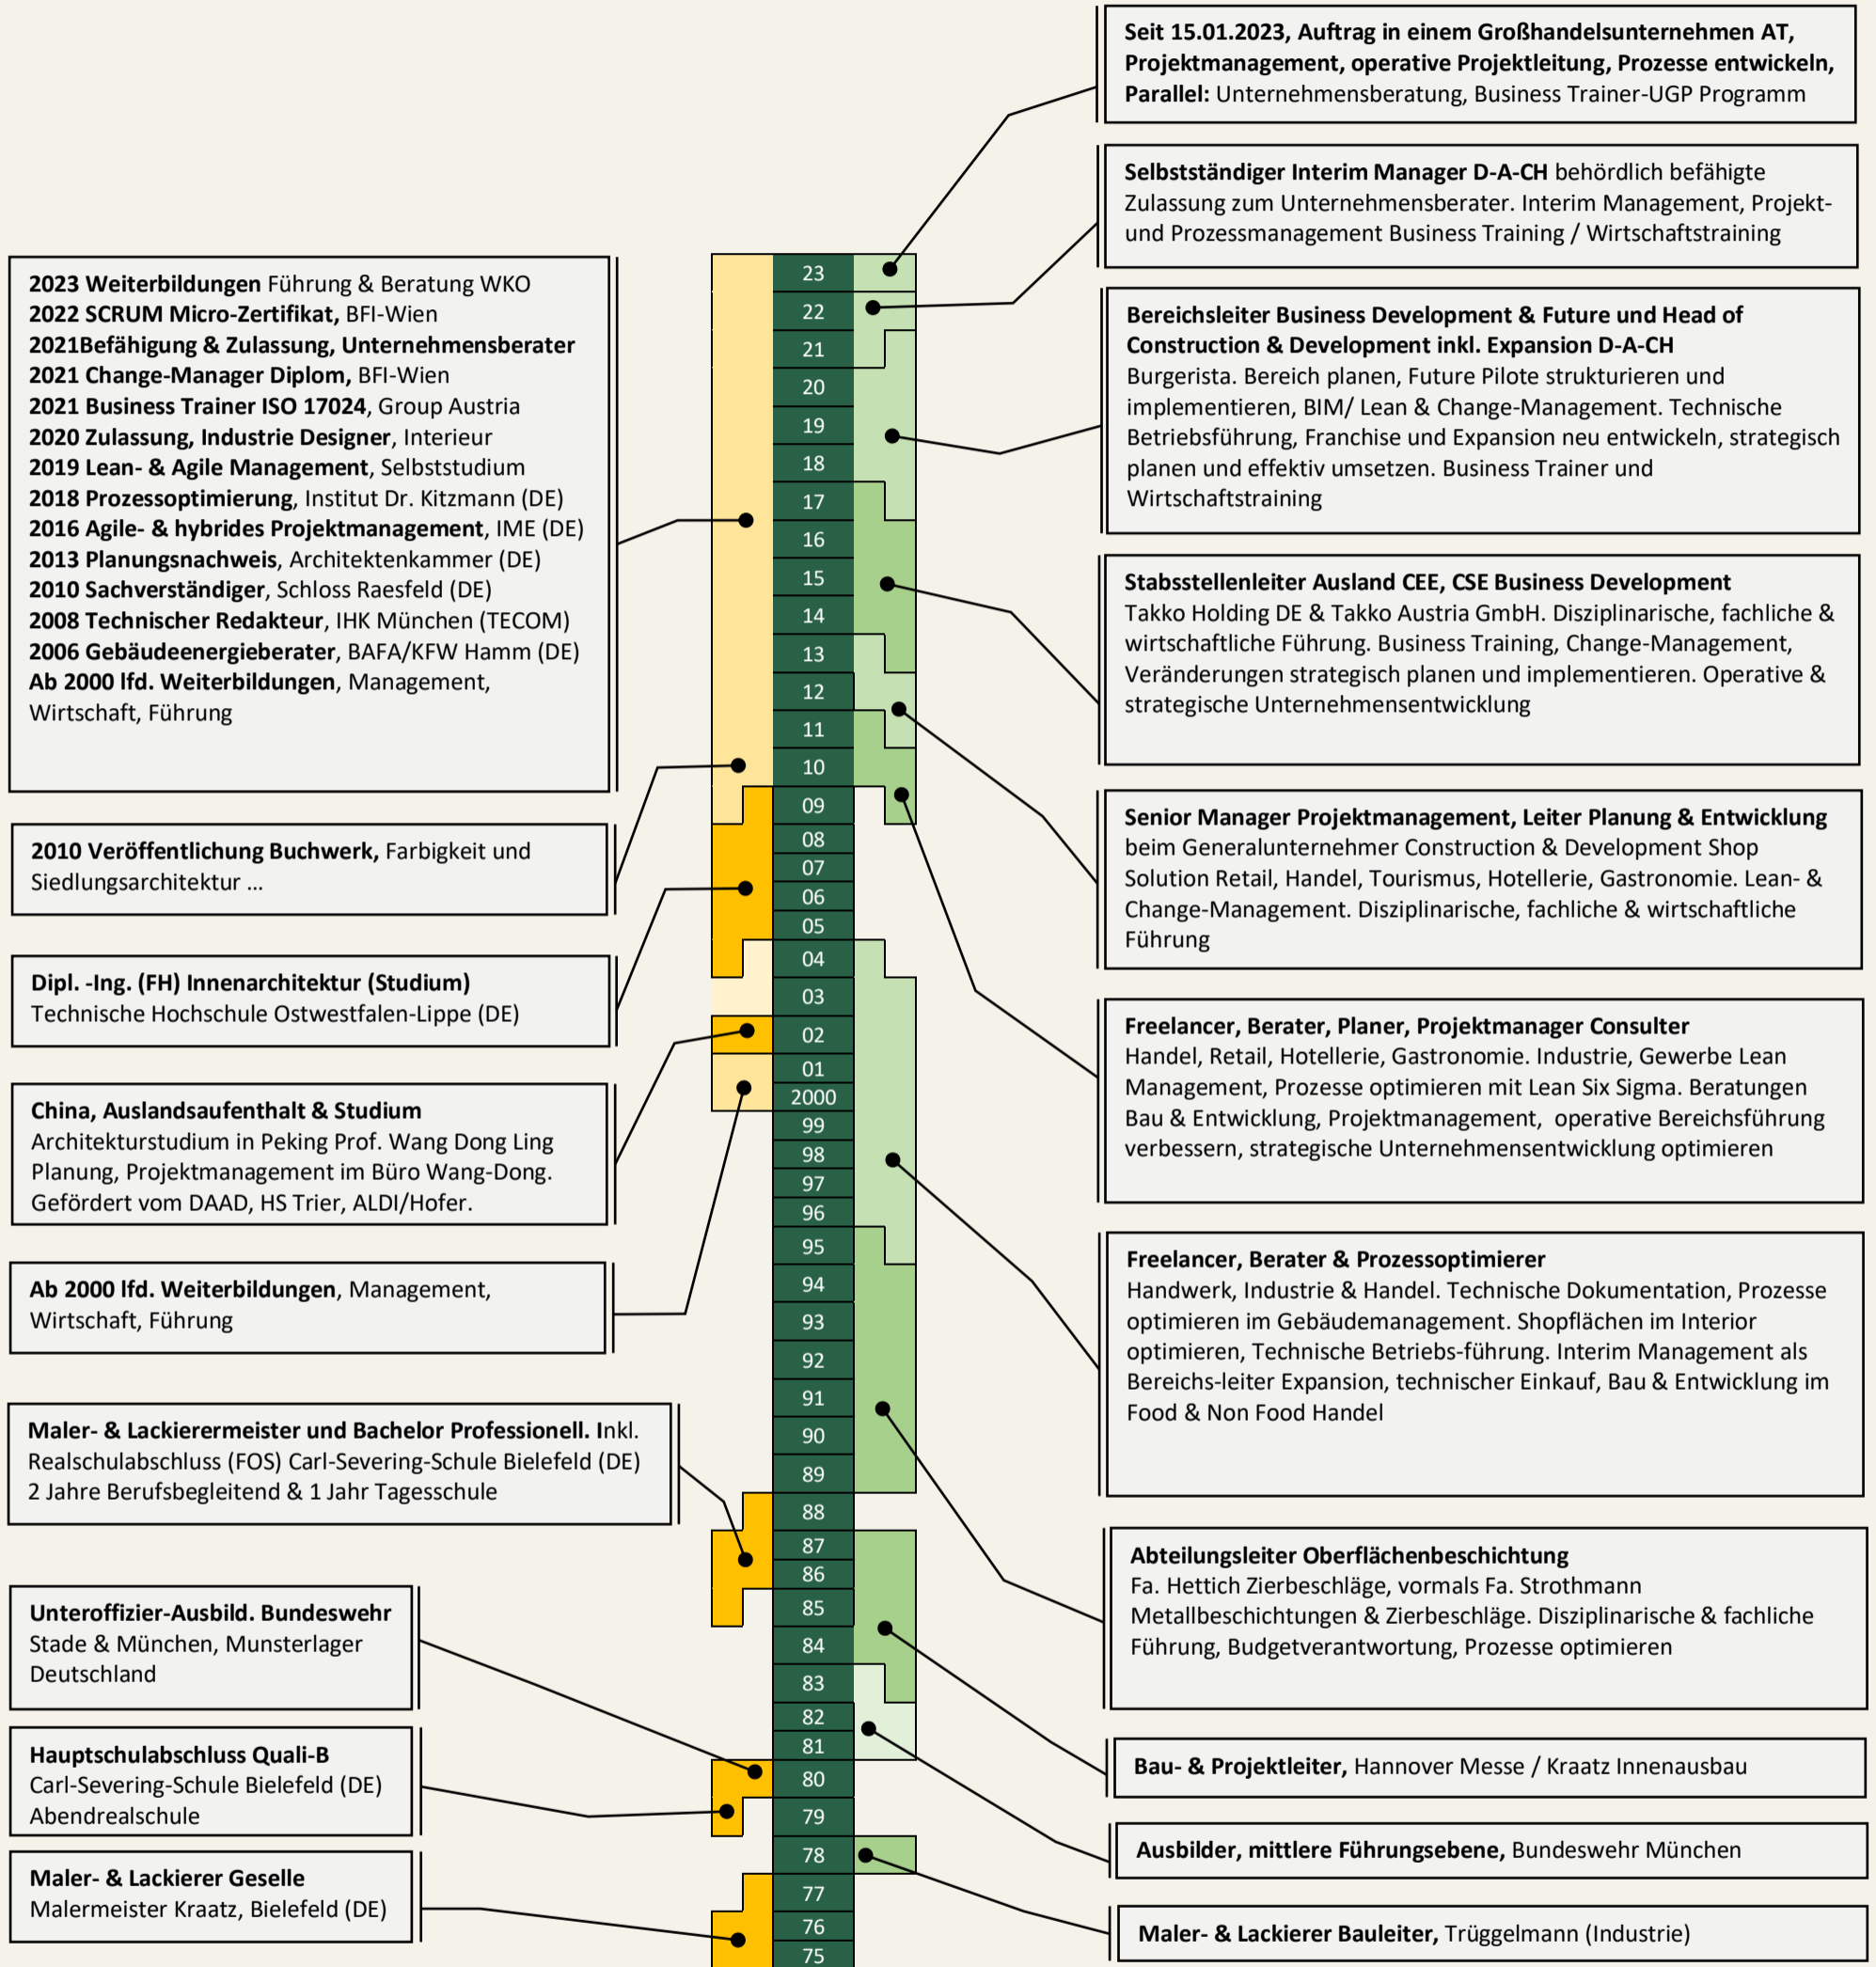 Seit 15.01.2023, Auftrag in einem Großhandelsunternehmen AT,
Projektmanagement, operative Projektleitung, Prozesse entwickeln,
Parallel: Unternehmensberatung, Business Trainer-UGP Programm
Selbstständiger Interim Manager D-A-CH behördlich befähigte
Zulassung zum Unternehmensberater. Interim Management, Projekt-
und Prozessmanagement Business Training / Wirtschaftstraining
Bereichsleiter Business Development & Future und Head of
Construction & Development inkl. Expansion D-A-CH
Burgerista. Bereich planen, Future Pilote strukturieren und
implementieren, BIM/ Lean & Change-Management. Technische
Betriebsführung, Franchise und Expansion neu entwickeln, strategisch
planen und effektiv umsetzen. Business Trainer und
Wirtschaftstraining
Stabsstellenleiter Ausland CEE, CSE Business Development
Takko Holding DE & Takko Austria GmbH. Disziplinarische, fachliche &
wirtschaftliche Führung. Business Training, Change-Management,
Veränderungen strategisch planen und implementieren. Operative &
strategische Unternehmensentwicklung
Senior Manager Projektmanagement, Leiter Planung & Entwicklung
beim Generalunternehmer Construction & Development Shop
Solution Retail, Handel, Tourismus, Hotellerie, Gastronomie. Lean- &
Change-Management. Disziplinarische, fachliche & wirtschaftliche
Führung
Freelancer, Berater, Planer, Projektmanager Consulter
Handel, Retail, Hotellerie, Gastronomie. Industrie, Gewerbe Lean
Management, Prozesse optimieren mit Lean Six Sigma. Beratungen
Bau & Entwicklung, Projektmanagement, operative Bereichsführung
verbessern, strategische Unternehmensentwicklung optimieren
Freelancer, Berater & Prozessoptimierer
Handwerk, Industrie & Handel. Technische Dokumentation, Prozesse
optimieren im Gebäudemanagement. Shopflächen im Interior
optimieren, Technische Betriebs-führung. Interim Management als
Bereichs-leiter Expansion, technischer Einkauf, Bau & Entwicklung im
Food & Non Food Handel
Abteilungsleiter Oberflächenbeschichtung
Fa. Hettich Zierbeschläge, vormals Fa. Strothmann
Metallbeschichtungen & Zierbeschläge. Disziplinarische & fachliche
Führung, Budgetverantwortung, Prozesse optimieren
Bau- & Projektleiter, Hannover Messe / Kraatz Innenausbau
Ausbilder, mittlere Führungsebene, Bundeswehr München
Maler- & Lackierer Bauleiter, Trüggelmann (Industrie)
23
22
21
20
19
18
17
16
15
14
13
12
11
10
09
08
07
06
05
04
03
02
01
2000
99
98
97
96
95
94
93
92
91
90
89
88
87
86
85
84
83
82
81
80
79
78
77
76
75
2023 Weiterbildungen Führung & Beratung WKO
2022 SCRUM Micro-Zertifikat, BFI-Wien
2021Befähigung & Zulassung, Unternehmensberater
2021 Change-Manager Diplom, BFI-Wien
2021 Business Trainer ISO 17024, Group Austria
2020 Zulassung, Industrie Designer, Interieur
2019 Lean- & Agile Management, Selbststudium
2018 Prozessoptimierung, Institut Dr. Kitzmann (DE)
2016 Agile- & hybrides Projektmanagement, IME (DE)
2013 Planungsnachweis, Architektenkammer (DE)
2010 Sachverständiger, Schloss Raesfeld (DE)
2008 Technischer Redakteur, IHK München (TECOM)
2006 Gebäudeenergieberater, BAFA/KFW Hamm (DE)
Ab 2000 lfd. Weiterbildungen, Management,
Wirtschaft, Führung
2010 Veröffentlichung Buchwerk, Farbigkeit und
Siedlungsarchitektur ...
Dipl. -Ing. (FH) Innenarchitektur (Studium)
Technische Hochschule Ostwestfalen-Lippe (DE)
China, Auslandsaufenthalt & Studium
Architekturstudium in Peking Prof. Wang Dong Ling
Planung, Projektmanagement im Büro Wang-Dong.
Gefördert vom DAAD, HS Trier, ALDI/Hofer.
Ab 2000 lfd. Weiterbildungen, Management,
Wirtschaft, Führung
Maler- & Lackierermeister und Bachelor Professionell. Inkl.
Realschulabschluss (FOS) Carl-Severing-Schule Bielefeld (DE)
2 Jahre Berufsbegleitend & 1 Jahr Tagesschule
Unteroffizier-Ausbild. Bundeswehr
Stade & München, Munsterlager
Deutschland
Hauptschulabschluss Quali-B
Carl-Severing-Schule Bielefeld (DE)
Abendrealschule
Maler- & Lackierer Geselle
Malermeister Kraatz, Bielefeld (DE)